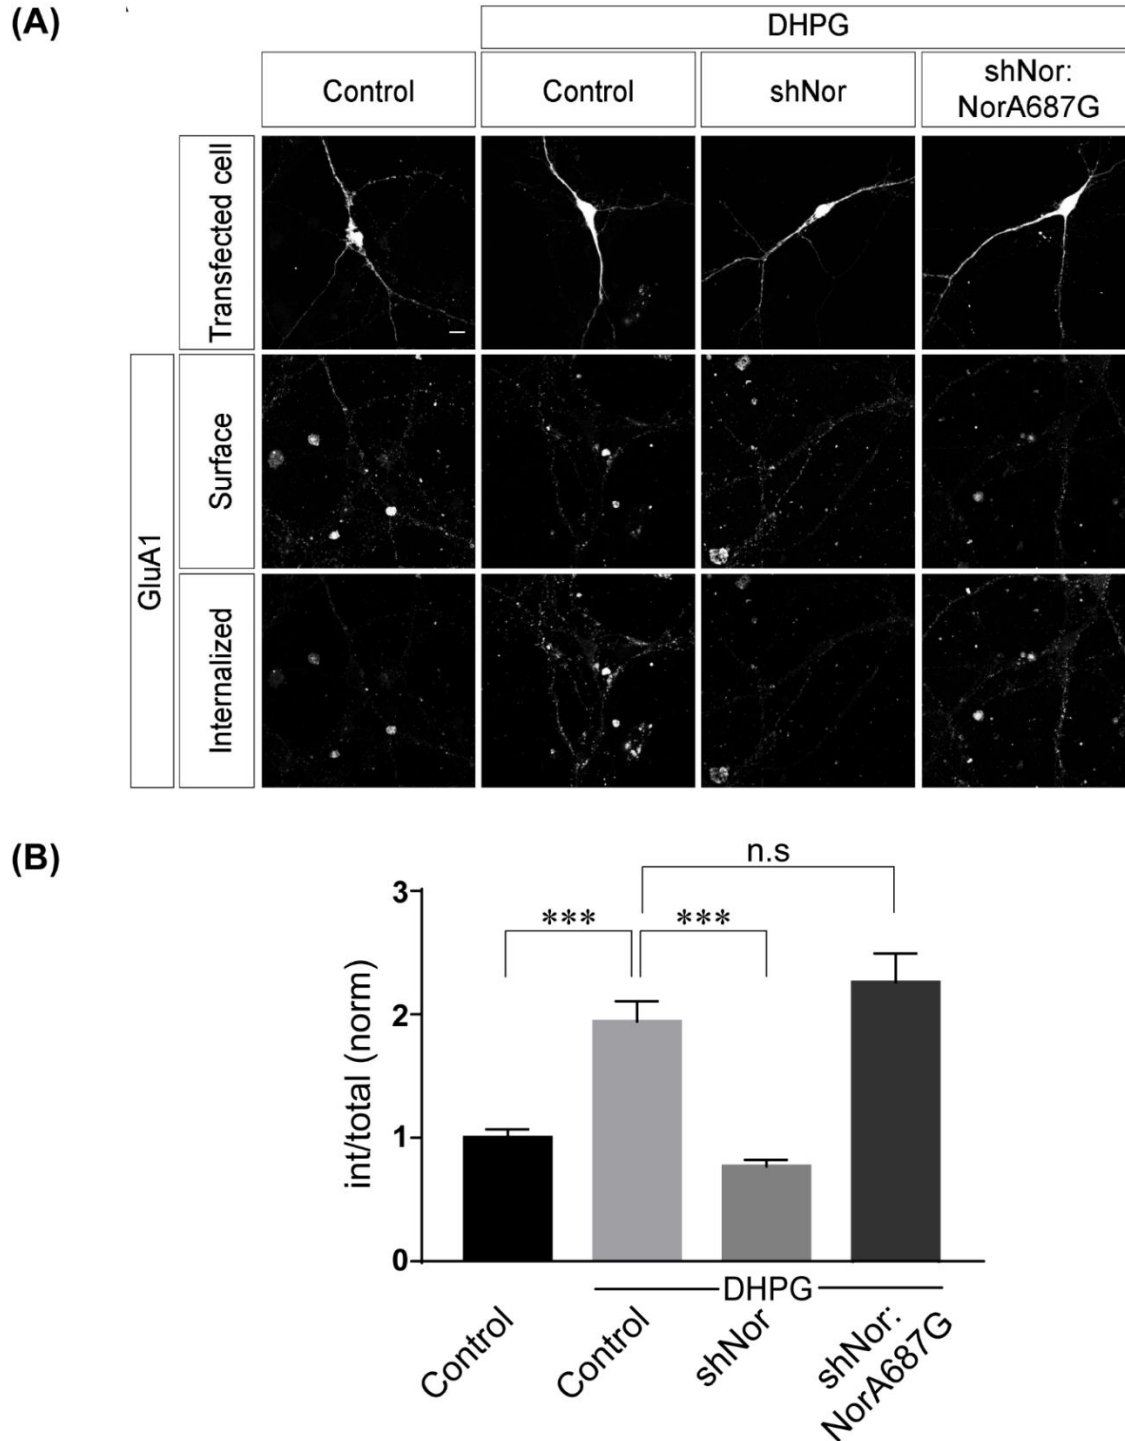 (A)
DHPG
Control
Control
shNor
shNor:
NorA687G
Transfected cell
GluA1
Surface
Internalized
(B)
n.s
***
***
int/total (norm)
3
2
1
0
DHPG
Control
Control
shNor
shNor:
NorA687G